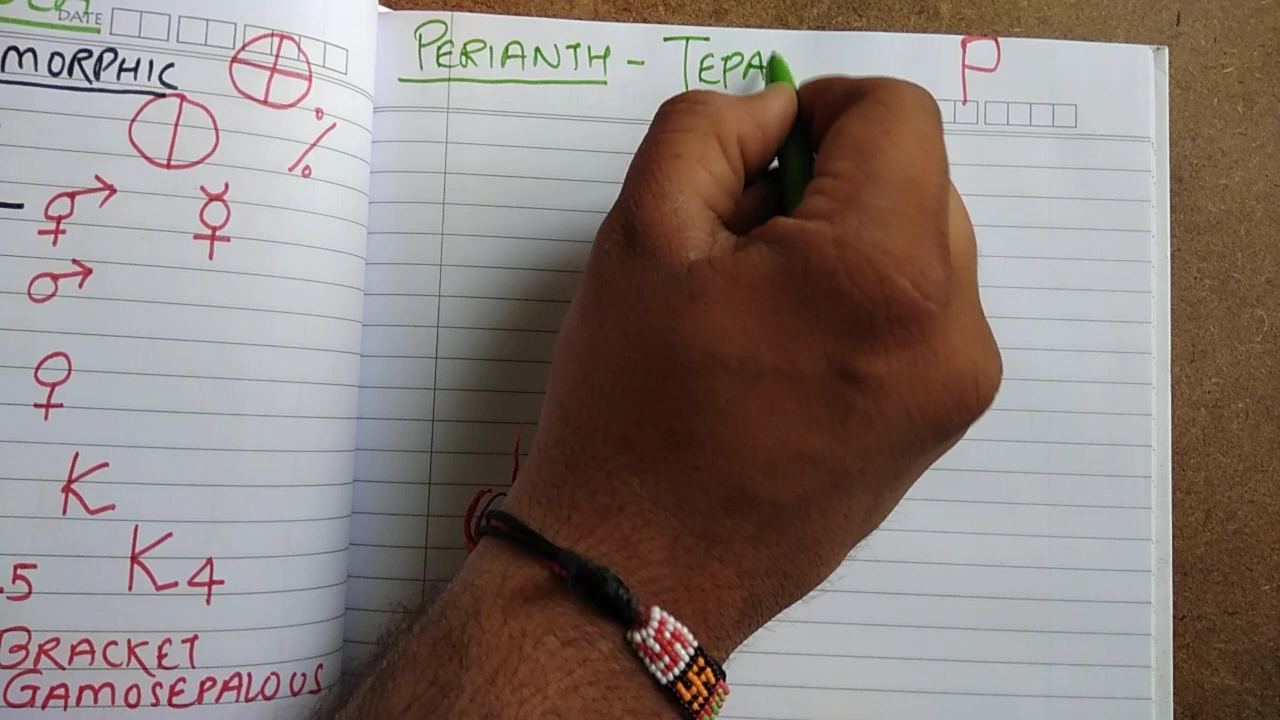 DATE
MORPHIC
K
.5 K4
BRACKET
GAMOSEPALOUS
PERIANTH - TEPA P